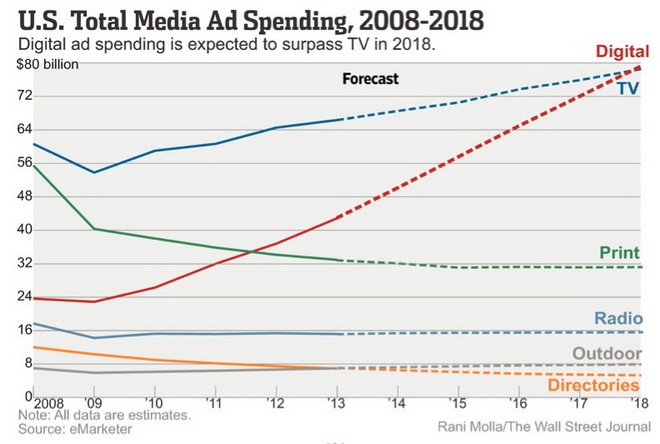 U.S. Total Media Ad Spending, 2008-2018
Digital ad spending is expected to surpass TV in 2018.
Digital
$80 billion
Forecast
TV
72
64
56
48
40
32
Print
24
16
Radio
8
Outdoor
Directories
0
2008 '09 '10 '11 '12 '13 '14 '15 '16 '17 '18
Note: All data are estimates.
Source: eMarketer
Rani Molla/The Wall Street Journal